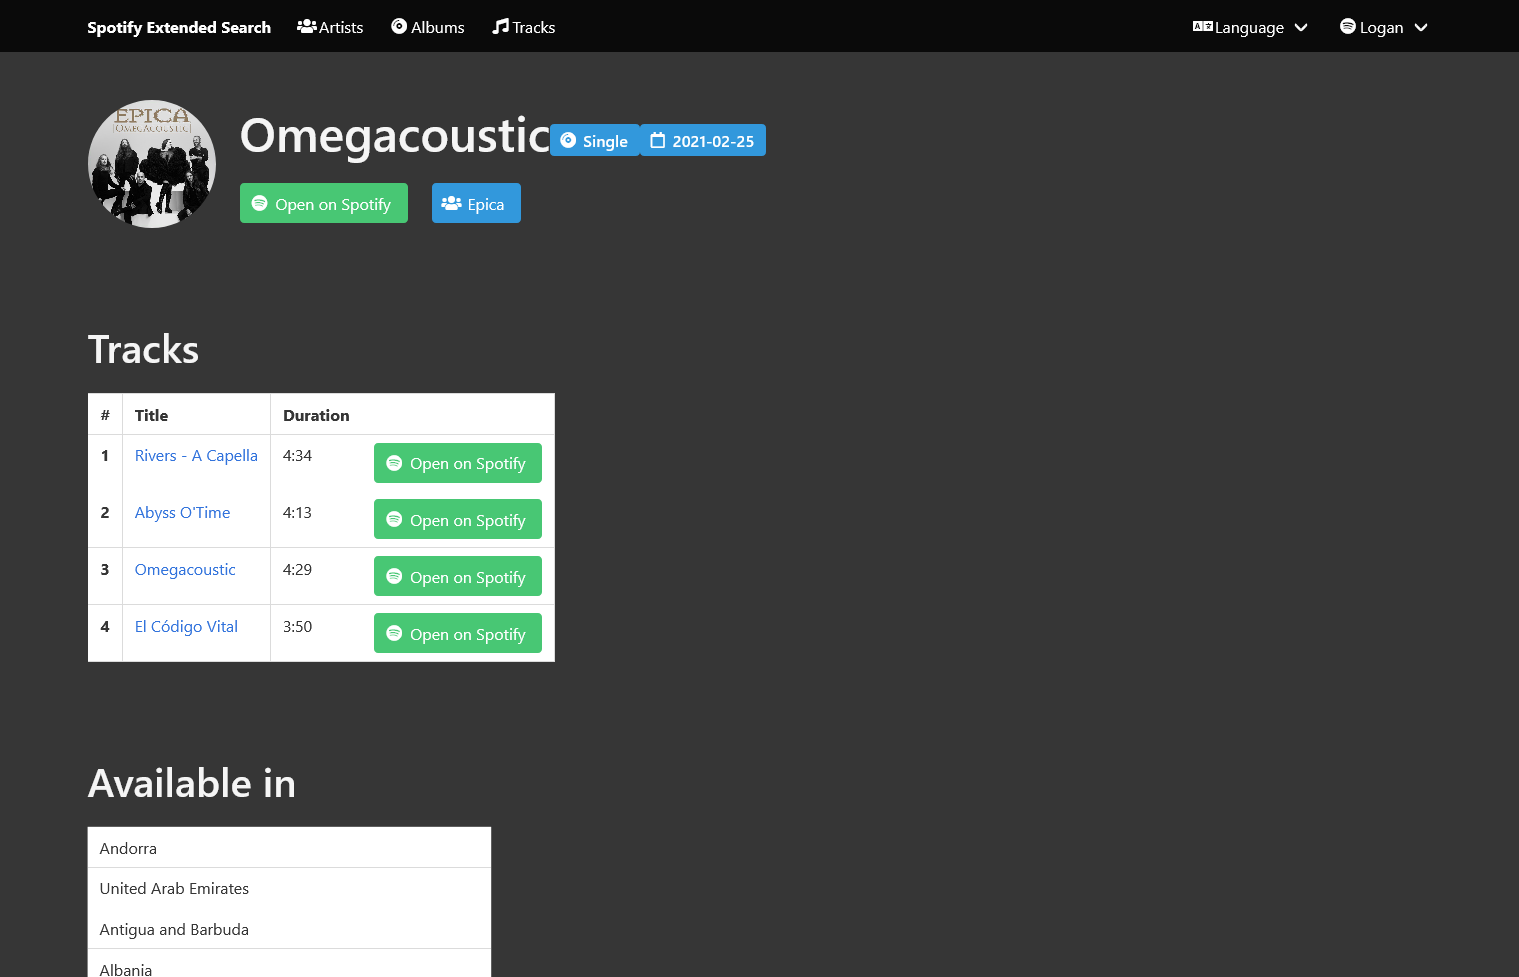 Spotify Extended Search Artists Albums Tracks Language Logan
EPICA
[OMEGACOUSTIC]
Omegacoustic Single 2021-02-25
Open on Spotify Epica
Tracks
# Title Duration
1 Rivers - A Capella 4:34 Open on Spotify
2 Abyss O'Time 4:13 Open on Spotify
3 Omegacoustic 4:29 Open on Spotify
4 El Código Vital 3:50 Open on Spotify
Available in
Andorra
United Arab Emirates
Antigua and Barbuda
Albania